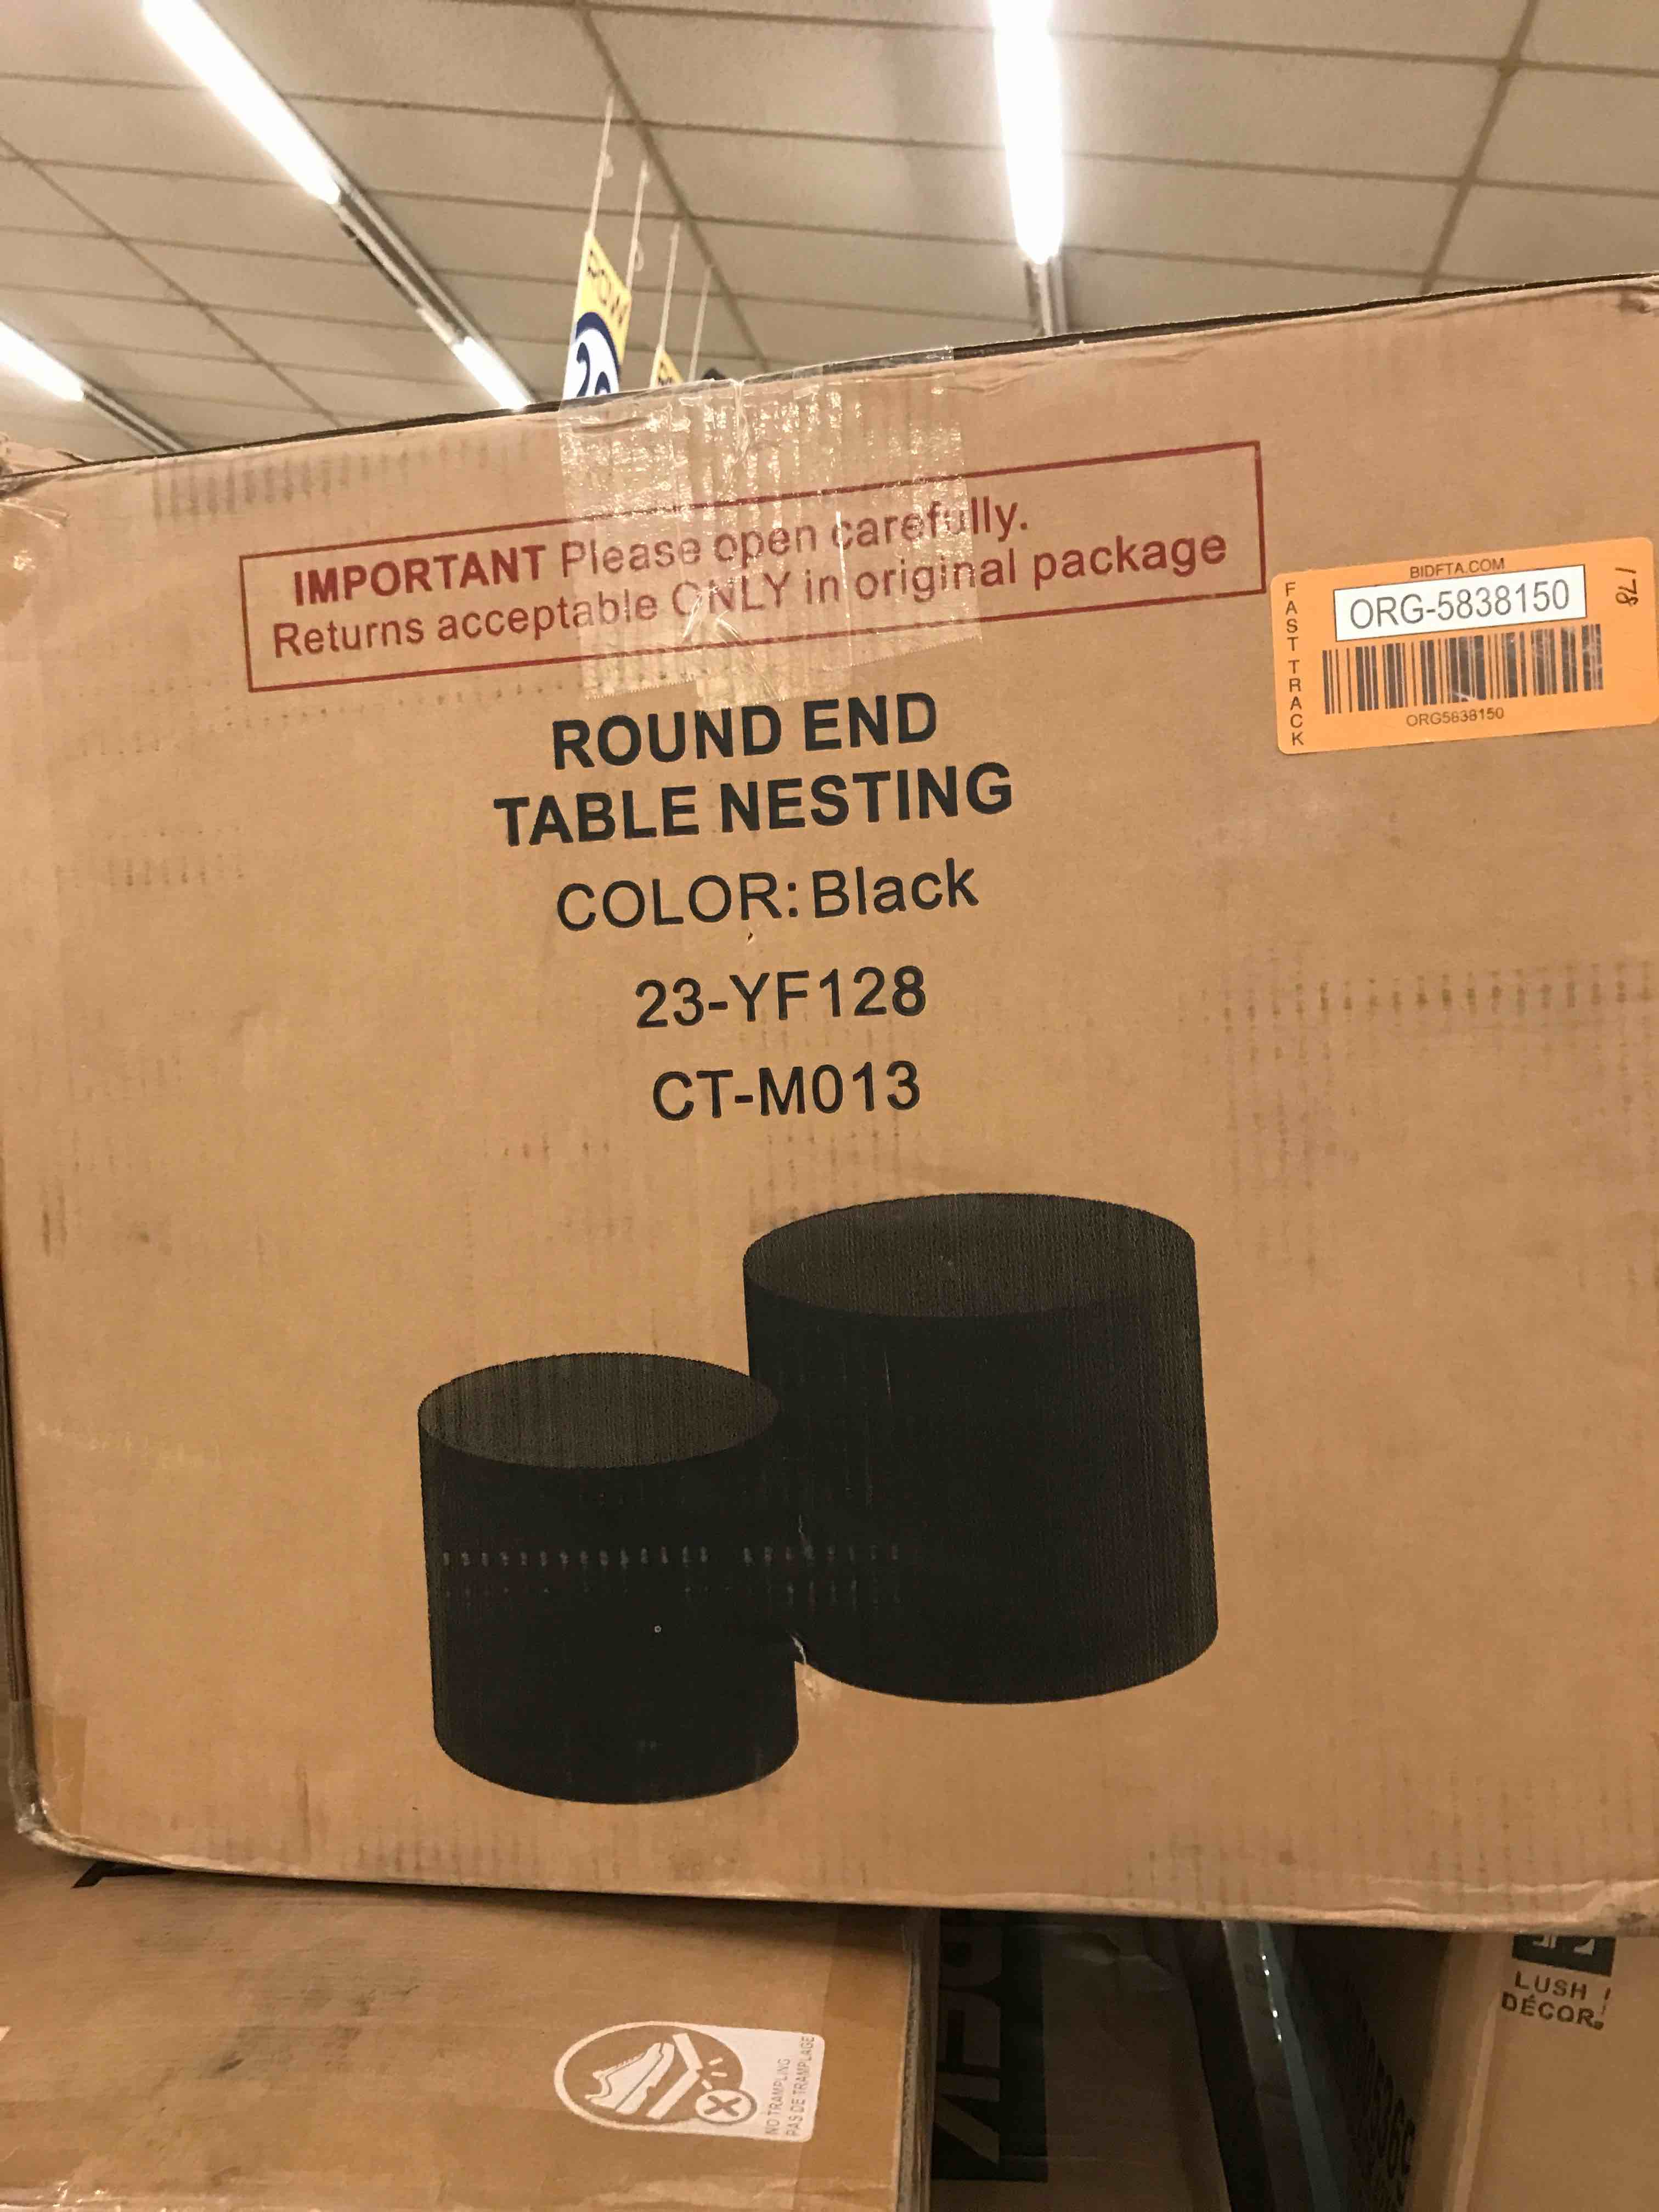 ROW
IMPORTANT Please open carefully.
Returns acceptable ONLY in original package
BIDFTA.COM
ORG-5838150
ORG5838150
FAST TRACK
178
ROUND END
TABLE NESTING
COLOR: Black
23-YF128
CT-M013
LUSH
DÉCOR
NO TRAMPLING
PAS DE TRAMPLAGE